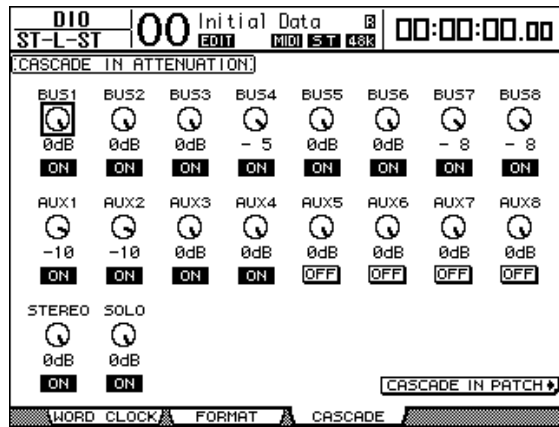 DIO
ST-L-ST
00
Initial Data
EDIT MIDI ST 48K
00:00:00.00
CASCADE IN ATTENUATION
BUS1 BUS2 BUS3 BUS4 BUS5 BUS6 BUS7 BUS8
0dB 0dB 0dB - 5 0dB 0dB - 8 - 8
ON ON ON ON ON ON ON ON
AUX1 AUX2 AUX3 AUX4 AUX5 AUX6 AUX7 AUX8
-10 -10 0dB 0dB 0dB 0dB 0dB 0dB
ON ON ON ON OFF OFF OFF OFF
STEREO SOLO
0dB 0dB
ON ON
CASCADE IN PATCH
WORD CLOCK FORMAT CASCADE